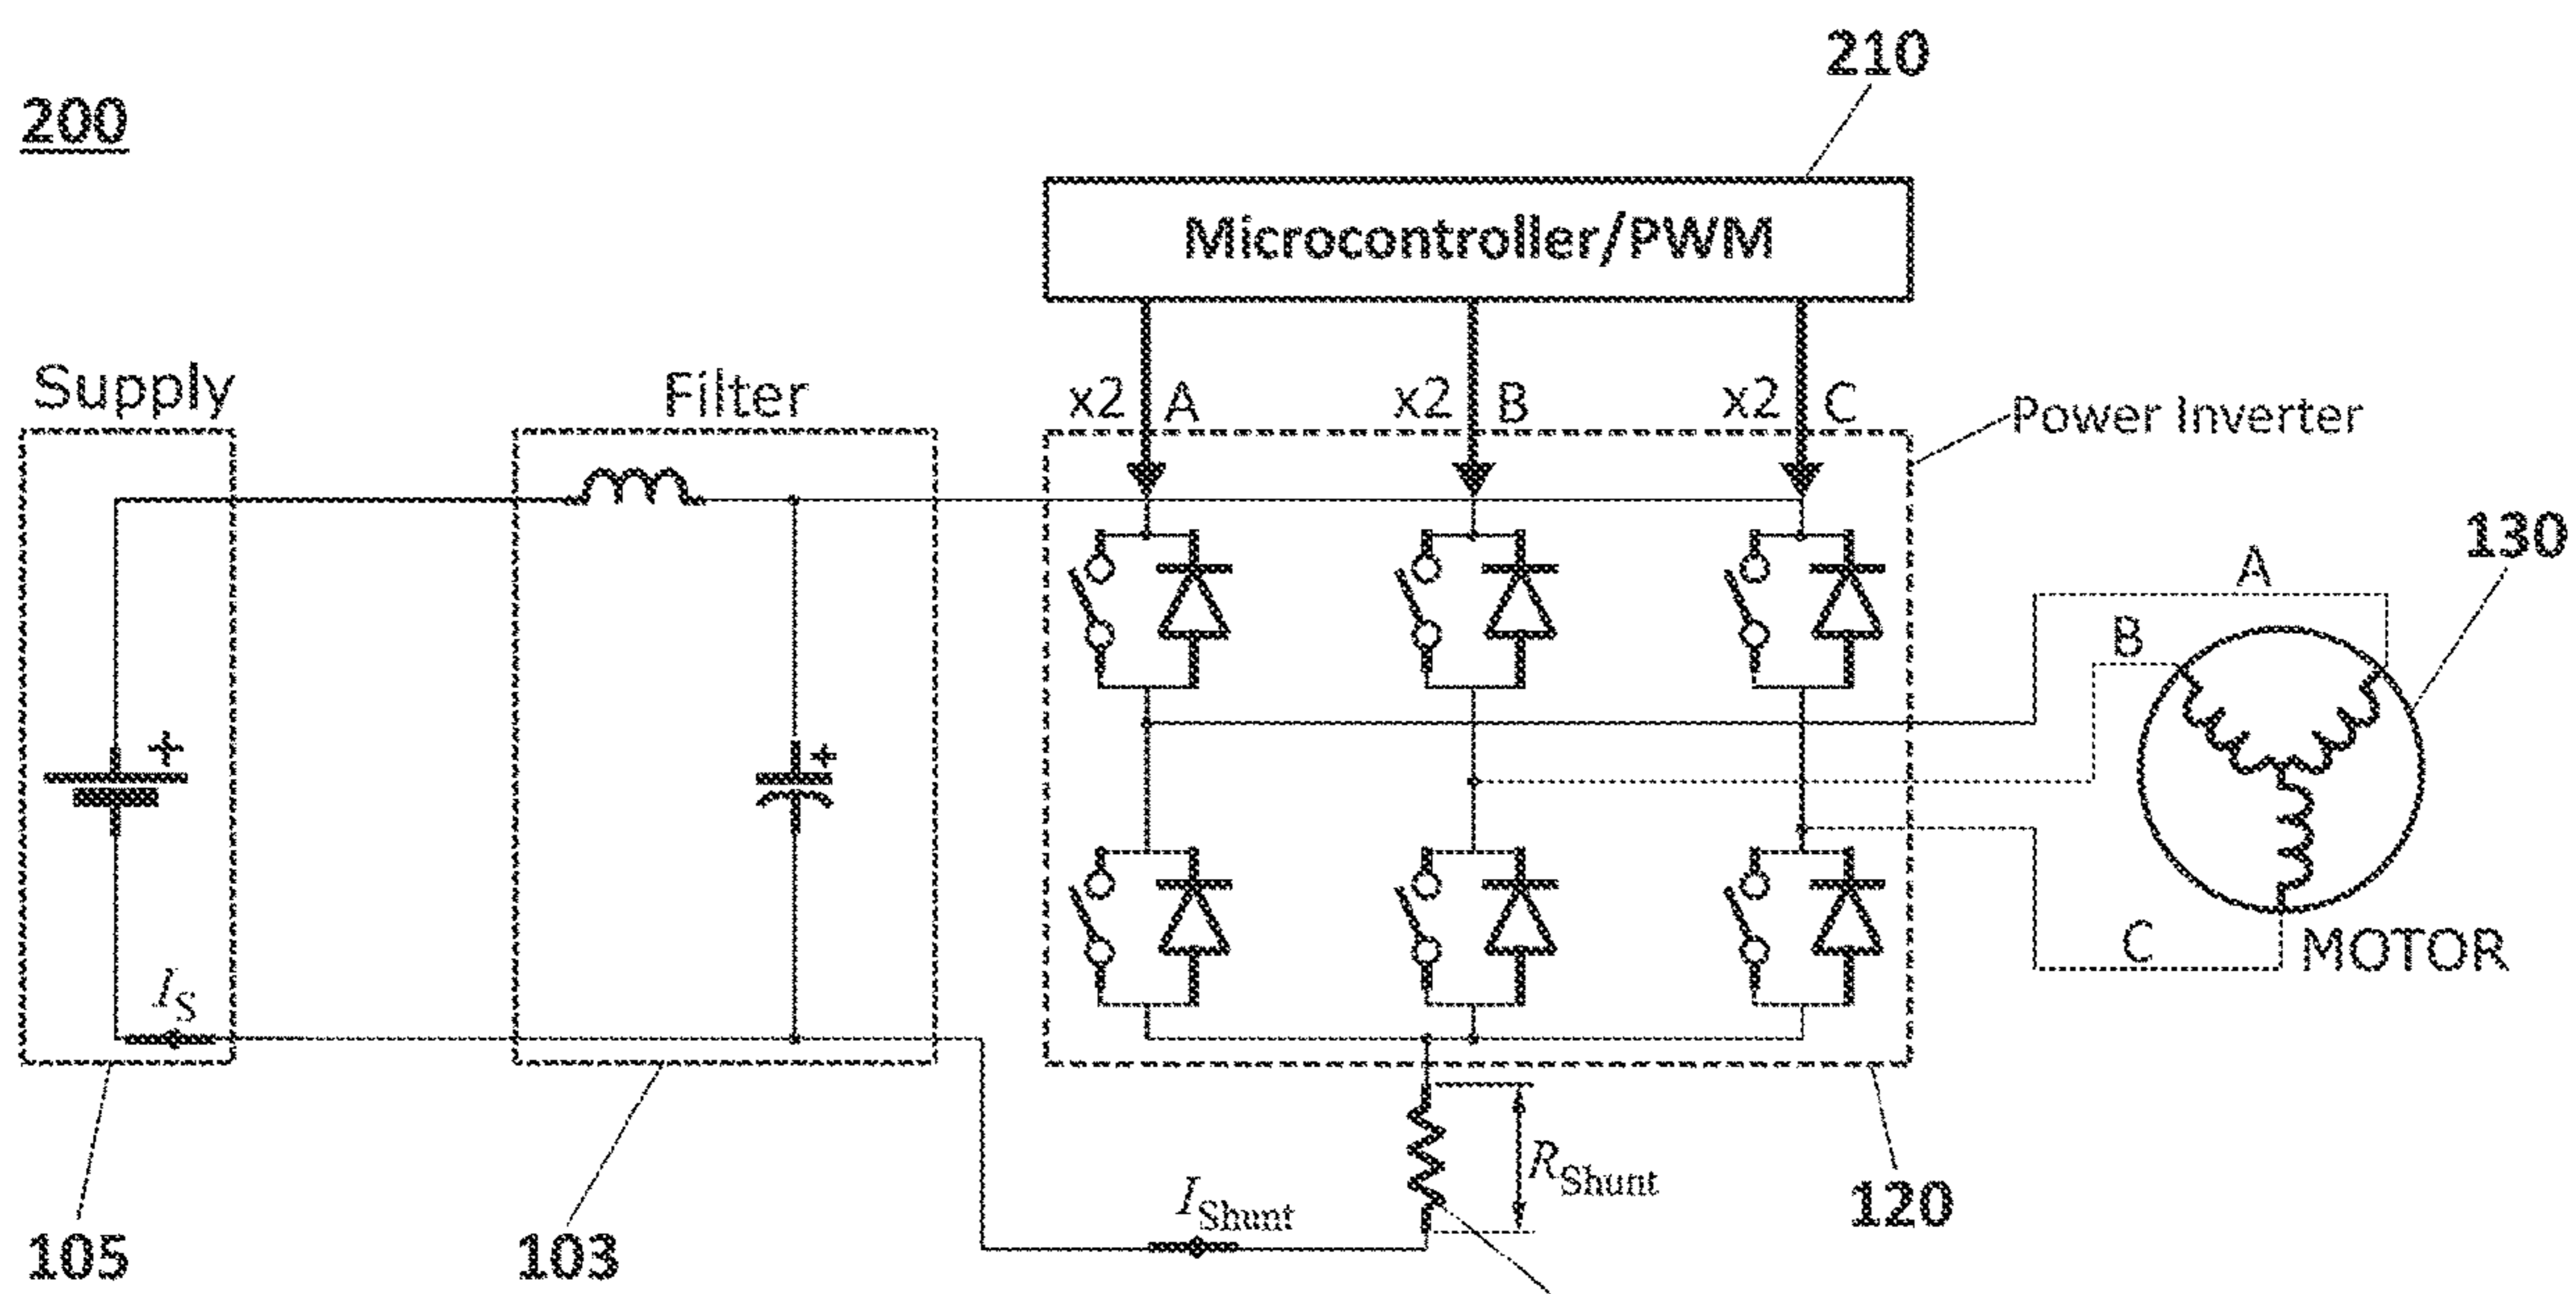 210
200
Microcontroller/PWM
Supply
Filter
x2 A
x2 B
x2 C
Power Inverter
130
A
B
+
+
C
MOTOR
I_S
R_Shunt
I_Shunt
120
105
103